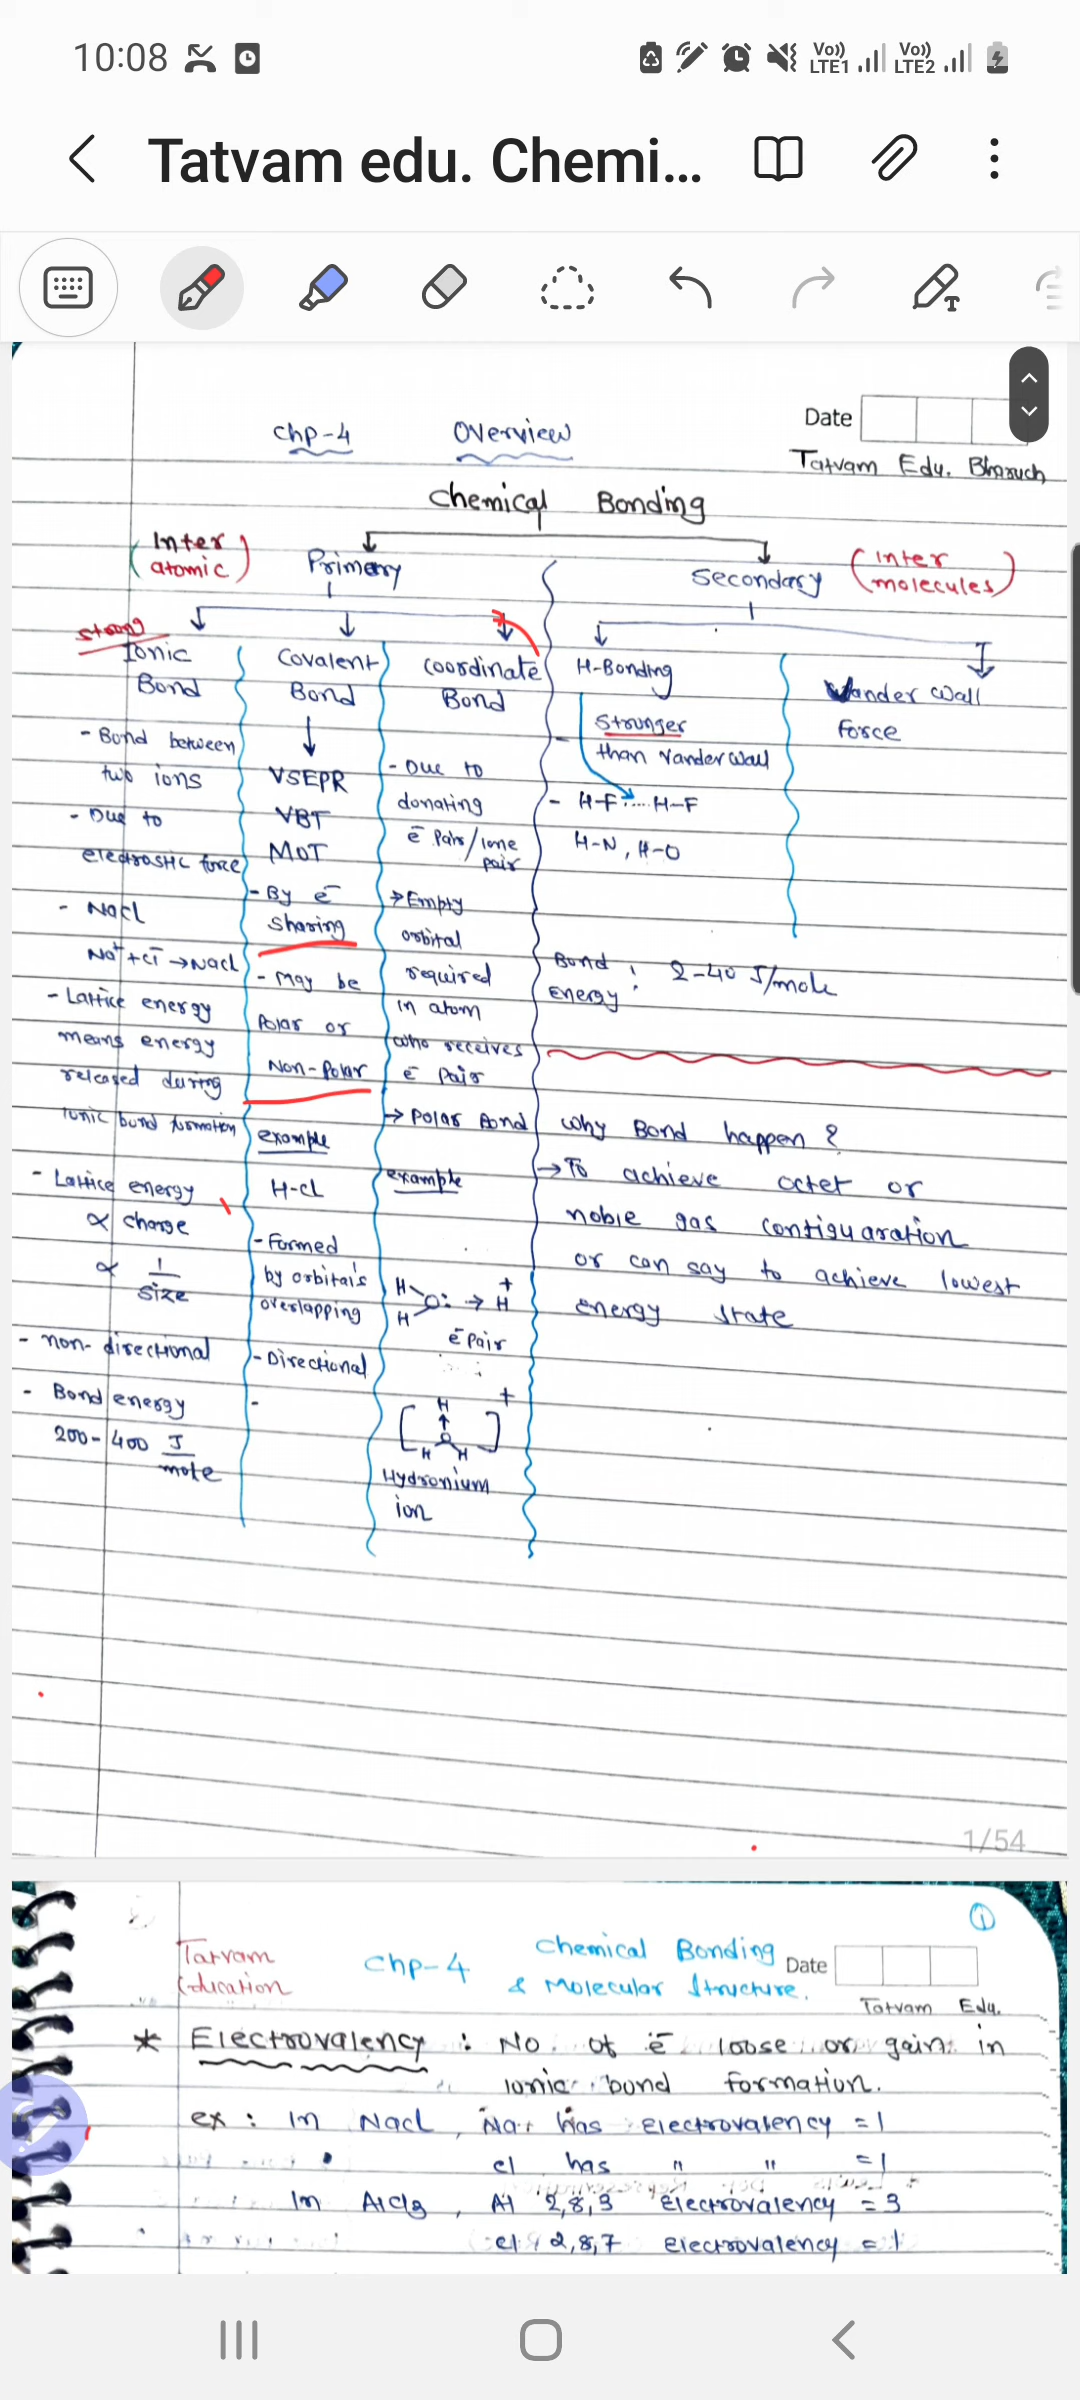 10:08
Vo)) LTE1 Vo)) LTE2
Tatvam edu. Chemi...
T
Date
Chp-4 Overview
Tatvam Edu. Bharuch
Chemical Bonding
(Inter atomic) Primery
Secondary (Inter molecules)
Strong
Ionic
Bond
- Bond between
two ions
- Due to
electrostic force
- Nacl
Na+ + cl- → Nacl
- Lattice energy
means energy
released during
Ionic bond formation
- Lattice energy
∝ charge
∝ 1/size
- non-directional
- Bond energy
200-400 J/mole
Covalent
Bond
VSEPR
VBT
MOT
- By e-
Sharing
- May be
Polar or
Non-Polar
example
H-cl
- Formed
by orbital's
overlapping
- Directional
-
coordinate
Bond
- Due to
donating
e- Pair/lone
pair
→ Empty
orbital
required
in atom
who receives
e- Pair
→ Polar Bond
example
H
O: → H+
H
e- Pair
[H
O
H H]+
Hydronium
ion
H-Bonding
Stronger
than Vander wall
- H-F.....H-F
H-N, H-O
Vander wall
Force
Bond
Energy : 2-40 J/mole
why Bond happen ?
→ To achieve octet or
noble gas configuaration
or can say to achieve lowest
energy state
1/54
1
Tatvam
Education
Chp-4
Chemical Bonding
& Molecular Structure.
Date
Tatvam Edu.
* Electrovalency : No. of e- loose or gain in
ionic bond formation.
ex : In Nacl, Na+ has Electrovalency = 1
cl has " " = 1
In Alcl3, Al 2,8,3 Electrovalency = 3
cl 2,8,7 Electrovalency = 1